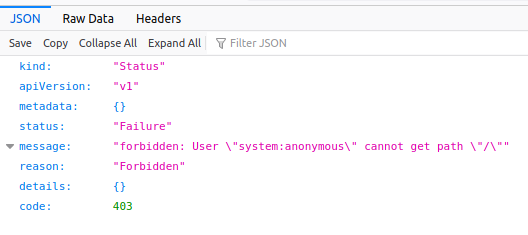 JSON Raw Data Headers
Save Copy Collapse All Expand All Filter JSON
kind: "Status"
apiVersion: "v1"
metadata: {}
status: "Failure"
message: "forbidden: User \"system:anonymous\" cannot get path \"/\""
reason: "Forbidden"
details: {}
code: 403